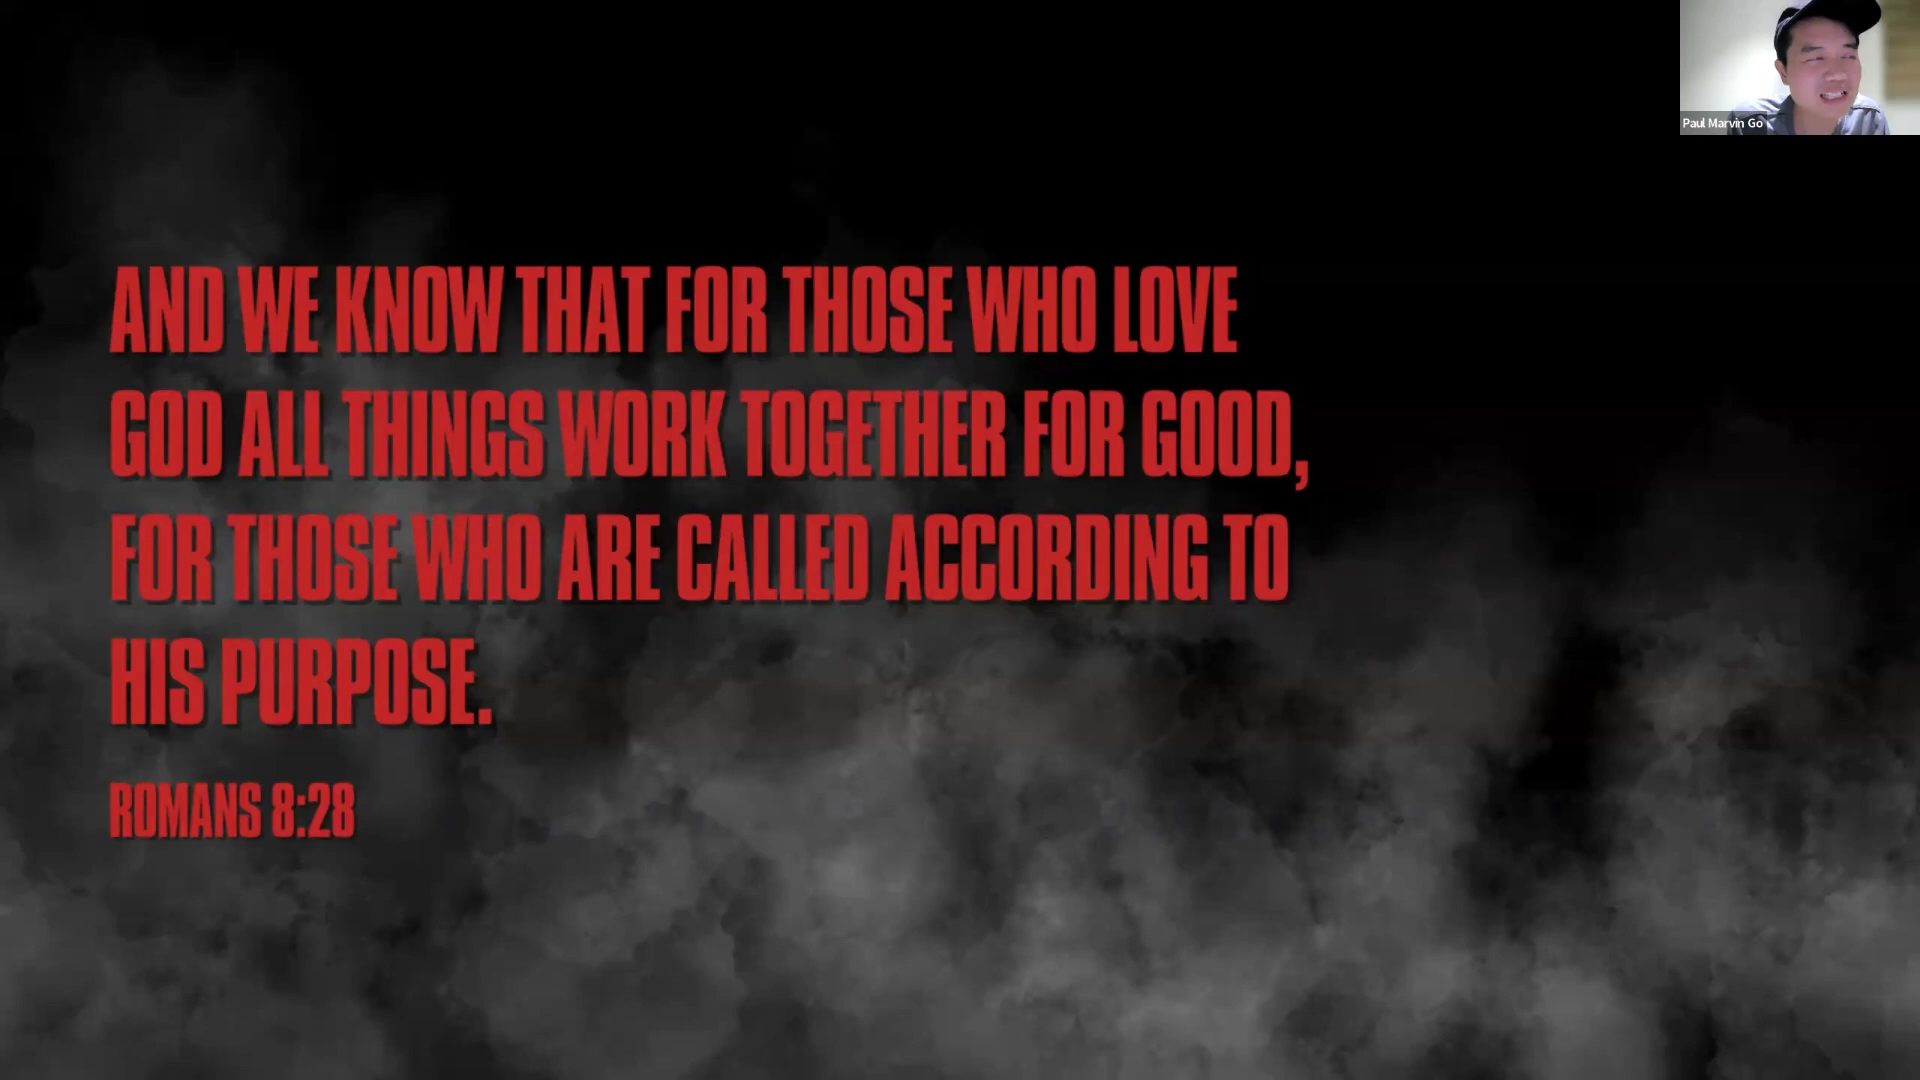 AND WE KNOW THAT FOR THOSE WHO LOVE
GOD ALL THINGS WORK TOGETHER FOR GOOD,
FOR THOSE WHO ARE CALLED ACCORDING TO
HIS PURPOSE.
ROMANS 8:28
Paul Marvin Go